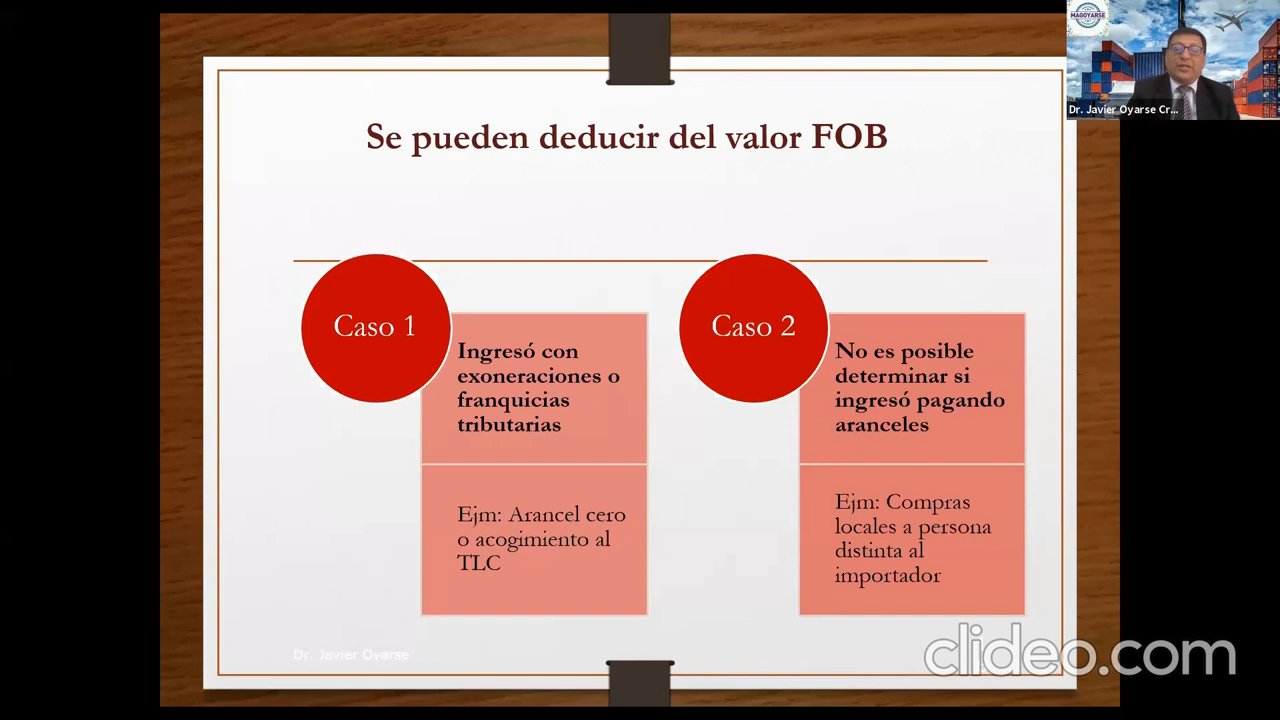 MAGOYARSE
Dr. Javier Oyarse Cr...
Se pueden deducir del valor FOB
Caso 1
Ingresó con
exoneraciones o
franquicias
tributarias
Ejm: Arancel cero
o acogimiento al
TLC
Caso 2
No es posible
determinar si
ingresó pagando
aranceles
Ejm: Compras
locales a persona
distinta al
importador
Dr. Javier Oyarse
clideo.com